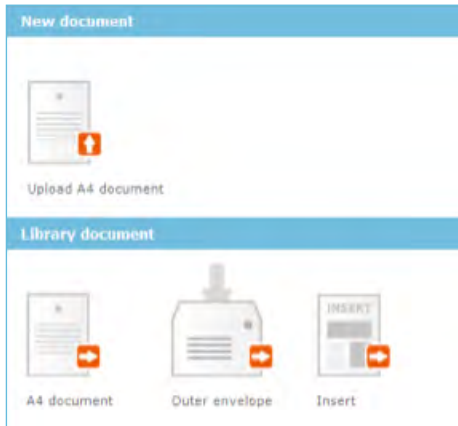 New document
Upload A4 document
Library document
INSERT
A4 document
Outer envelope
Insert